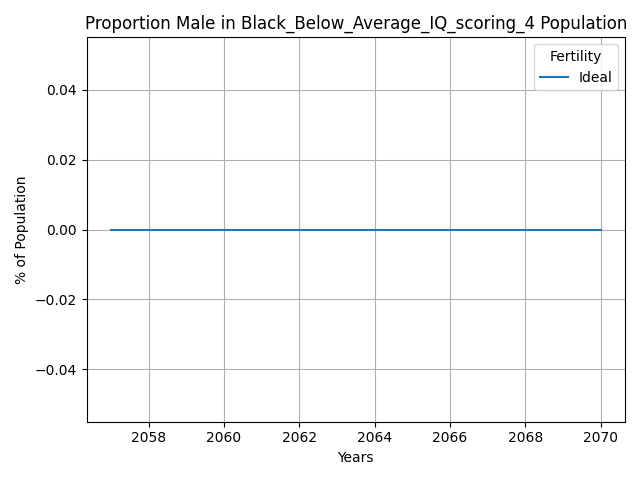 Proportion Male in Black_Below_Average_IQ_scoring_4 Population
Fertility
Ideal
0.04
0.02
0.00
−0.02
−0.04
% of Population
2058 2060 2062 2064 2066 2068 2070
Years